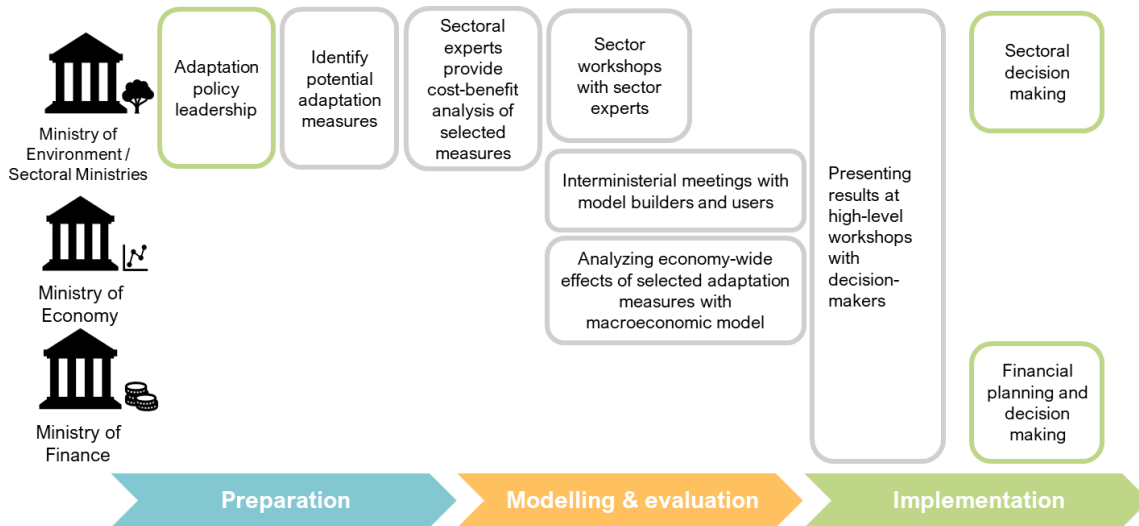 Ministry of
Environment /
Sectoral Ministries
Adaptation
policy
leadership
Identify
potential
adaptation
measures
Sectoral
experts
provide
cost-benefit
analysis of
selected
measures
Sector
workshops
with sector
experts
Sectoral
decision
making
Interministerial meetings with
model builders and users
Presenting
results at
high-level
workshops
with
decision-
makers
Ministry of
Economy
Analyzing economy-wide
effects of selected adaptation
measures with
macroeconomic model
Ministry of
Finance
Financial
planning and
decision
making
Preparation
Modelling & evaluation
Implementation